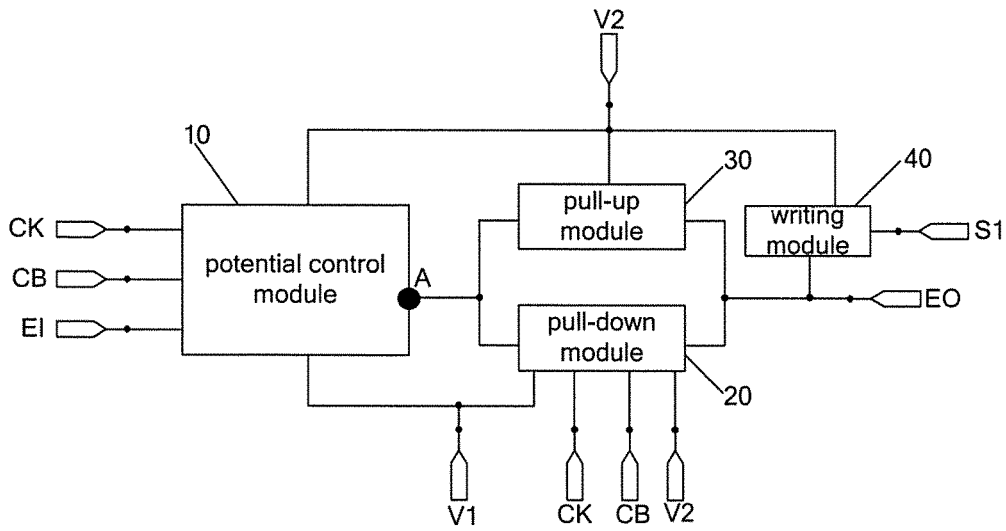 V2
10
30
40
pull-up
module
writing
module
CK
S1
potential control
module
A
CB
EI
EO
pull-down
module
20
V1
CK
CB
V2